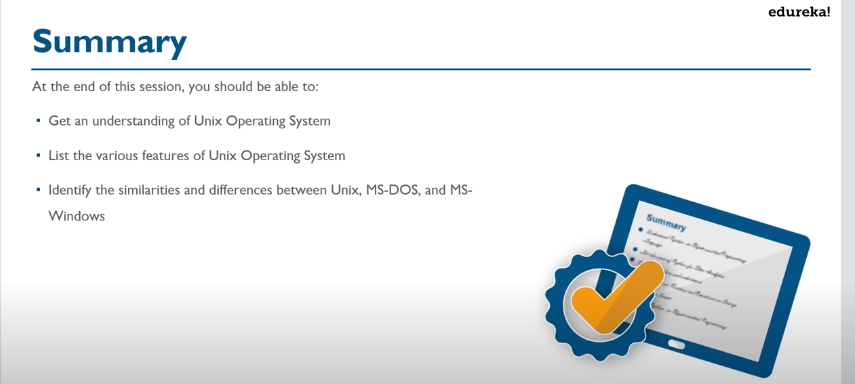 edureka!
Summary
At the end of this session, you should be able to:
▪ Get an understanding of Unix Operating System
▪ List the various features of Unix Operating System
▪ Identify the similarities and differences between Unix, MS-DOS, and MS-
Windows
Summary